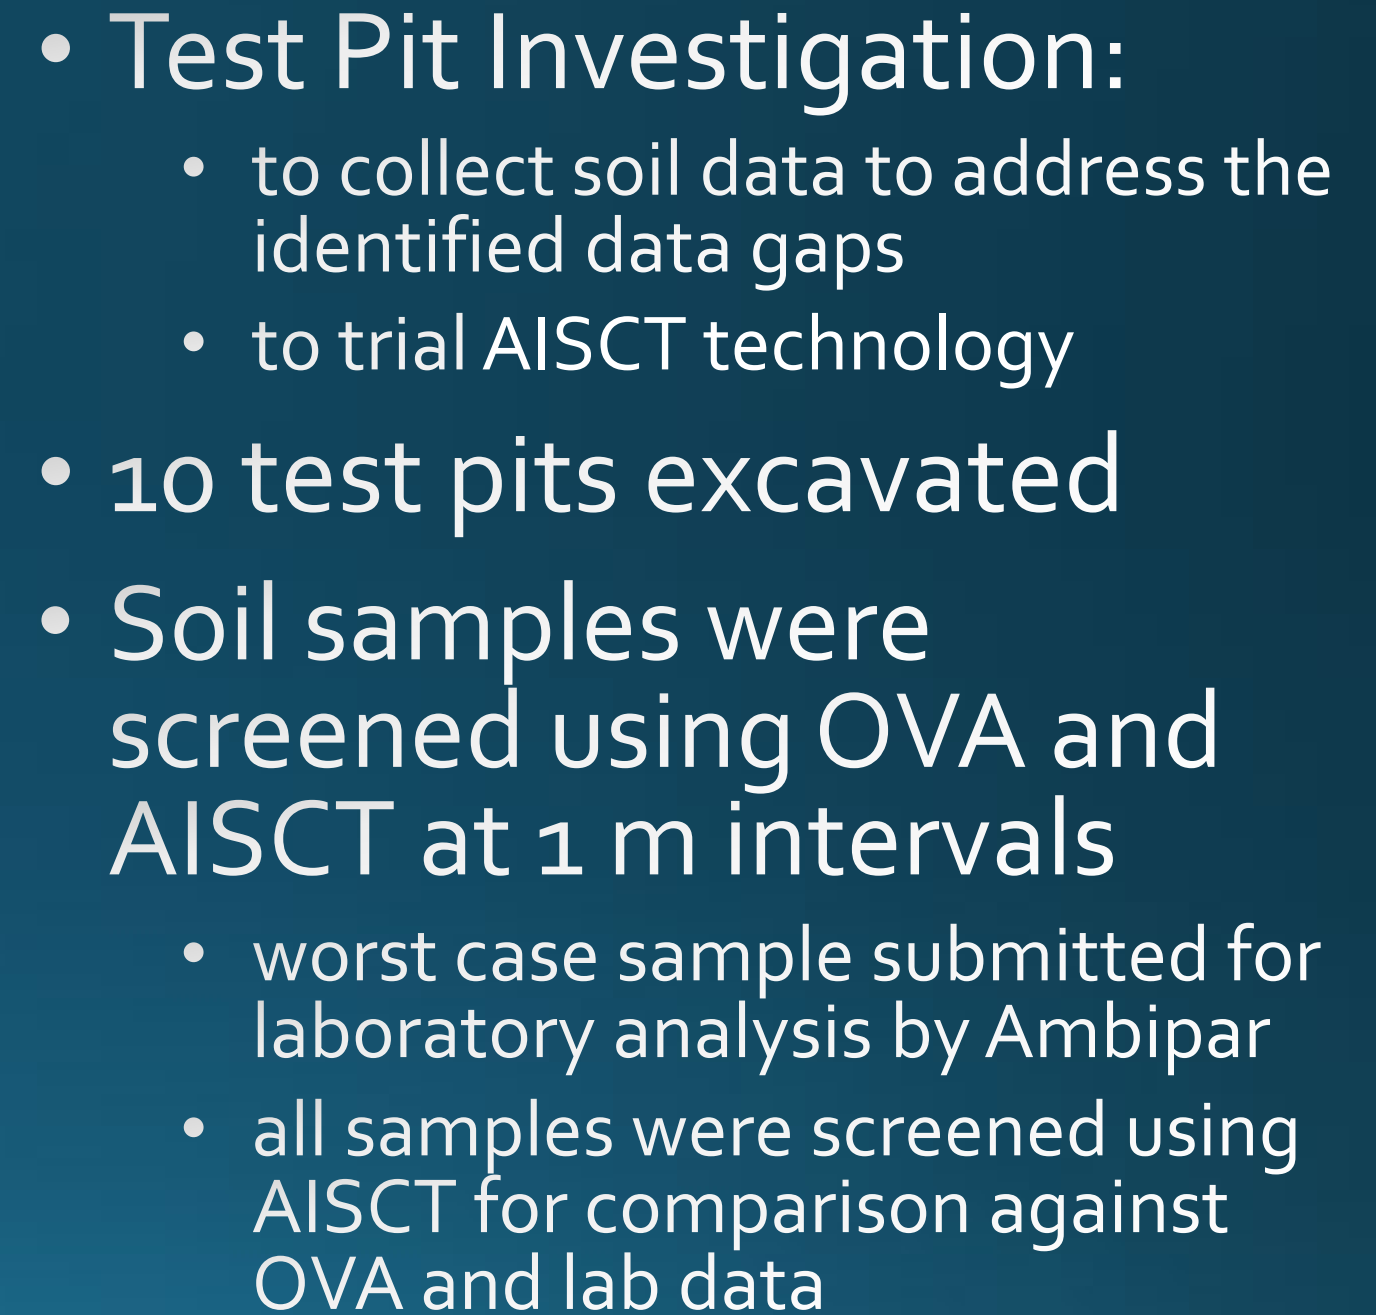 • Test Pit Investigation:
• to collect soil data to address the
identified data gaps
• to trial AISCT technology
• 10 test pits excavated
• Soil samples were
screened using OVA and
AISCT at 1 m intervals
• worst case sample submitted for
laboratory analysis by Ambipar
• all samples were screened using
AISCT for comparison against
OVA and lab data